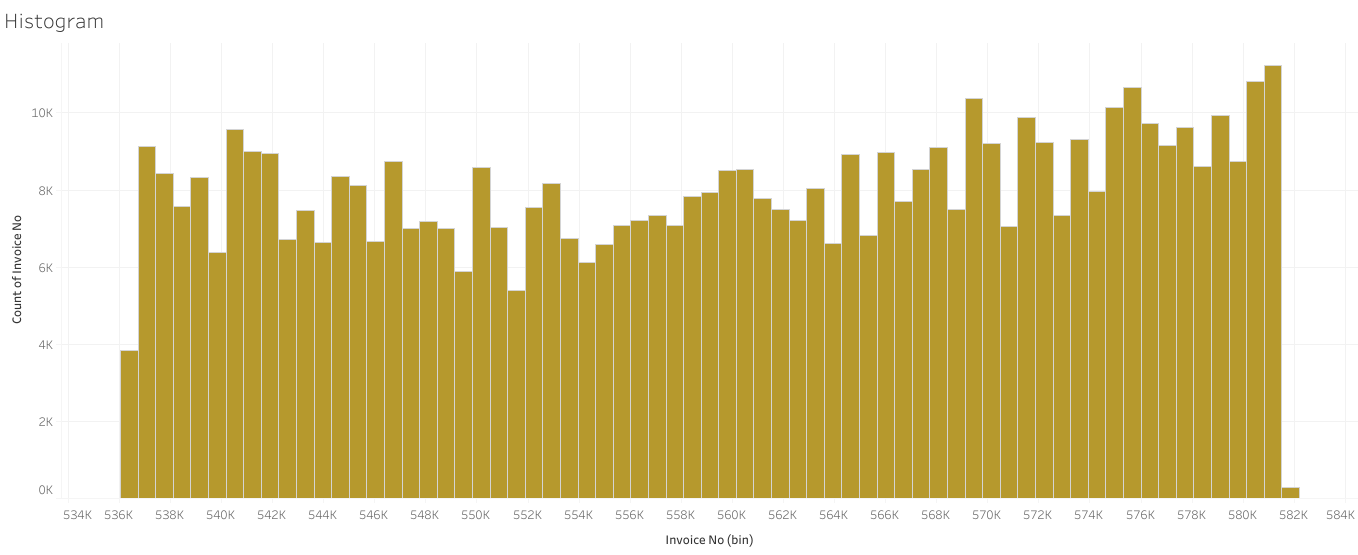 Histogram
Count of Invoice No
10K
8K
6K
4K
2K
0K
534K 536K 538K 540K 542K 544K 546K 548K 550K 552K 554K 556K 558K 560K 562K 564K 566K 568K 570K 572K 574K 576K 578K 580K 582K 584K
Invoice No (bin)